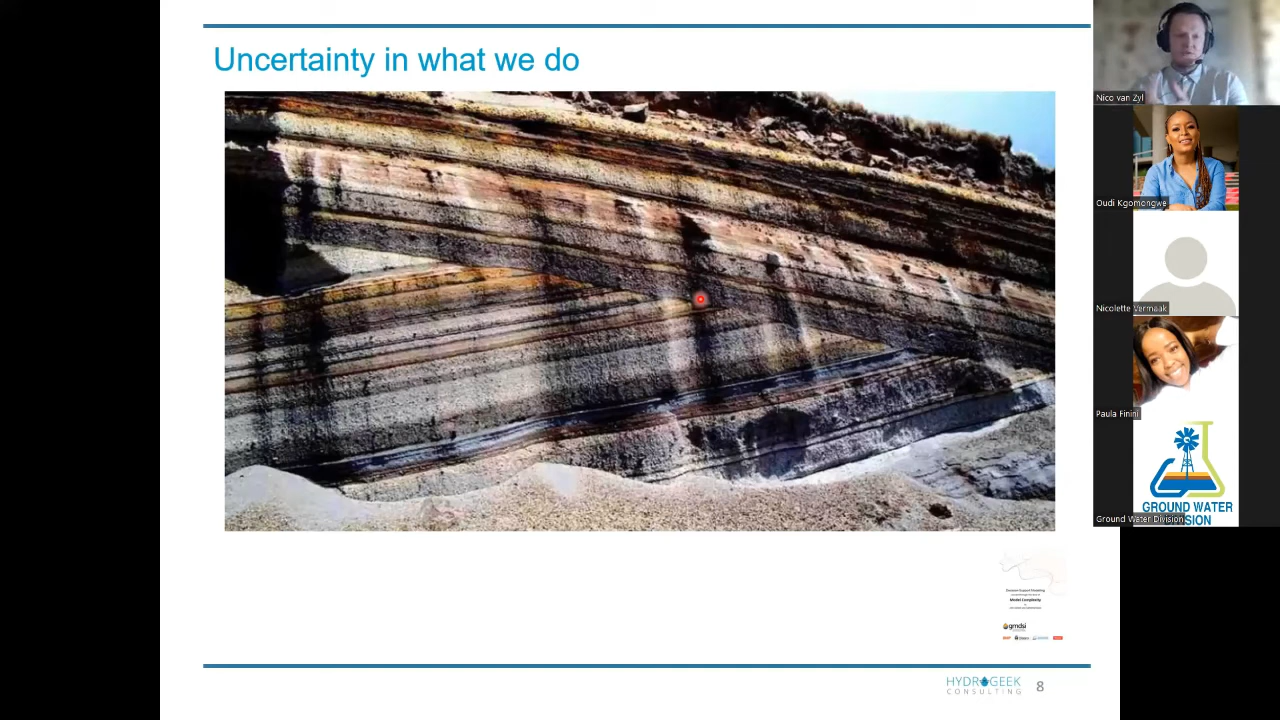 Uncertainty in what we do
Nico van Zyl
Oudi Kgomongwe
Nicolette Vermaak
Paula Finini
GROUND WATER
Ground Water Division
SION
Model Complexity
gmdsi
HYDROGEEK
CONSULTING
8